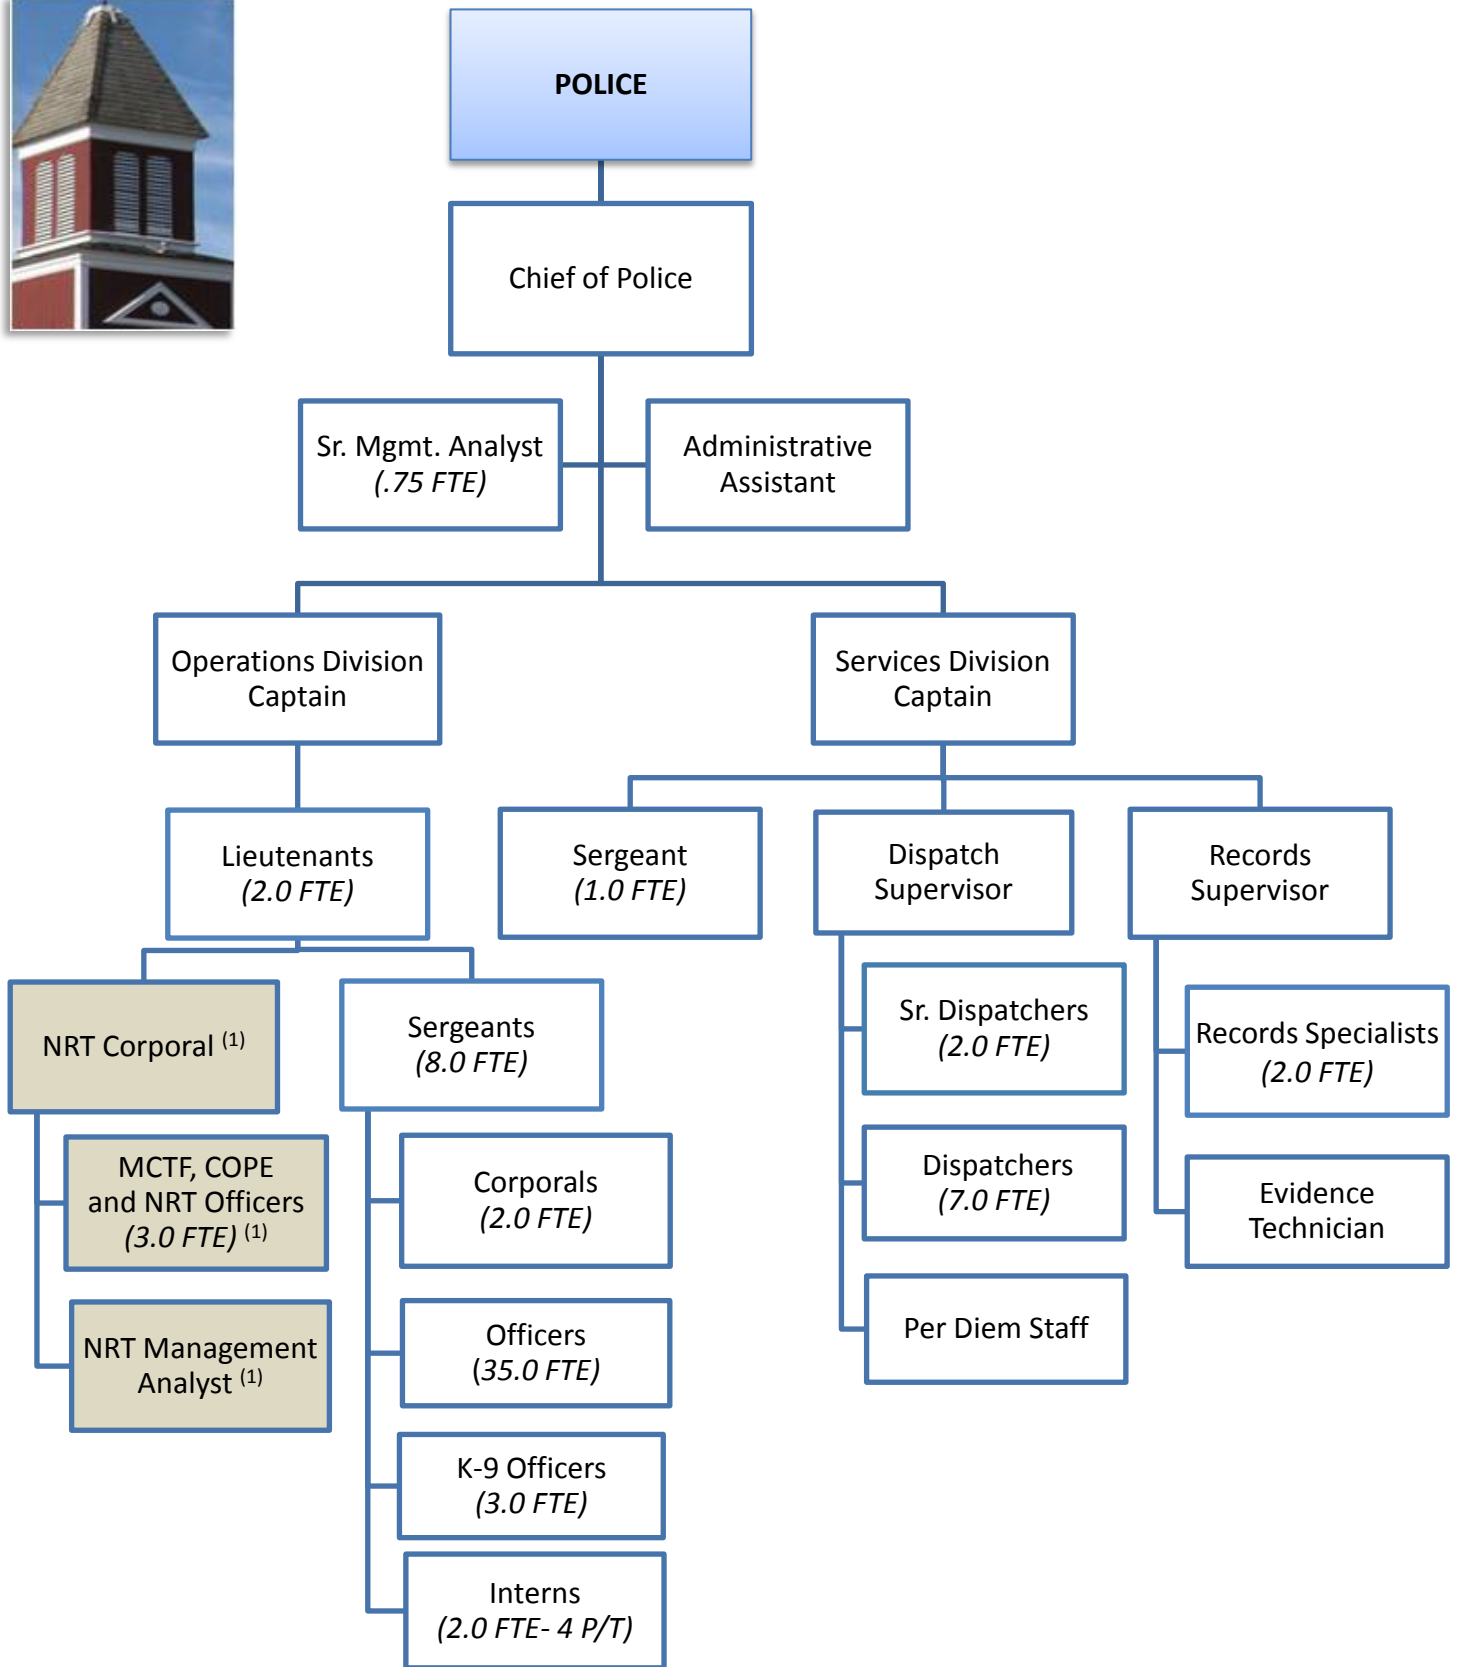 POLICE
Chief of Police
Sr. Mgmt. Analyst
(.75 FTE)
Administrative
Assistant
Operations Division
Captain
Services Division
Captain
Lieutenants
(2.0 FTE)
Sergeant
(1.0 FTE)
Dispatch
Supervisor
Records
Supervisor
NRT Corporal (1)
Sergeants
(8.0 FTE)
Sr. Dispatchers
(2.0 FTE)
Records Specialists
(2.0 FTE)
MCTF, COPE
and NRT Officers
(3.0 FTE) (1)
Corporals
(2.0 FTE)
Dispatchers
(7.0 FTE)
Evidence
Technician
NRT Management
Analyst (1)
Officers
(35.0 FTE)
Per Diem Staff
K-9 Officers
(3.0 FTE)
Interns
(2.0 FTE- 4 P/T)